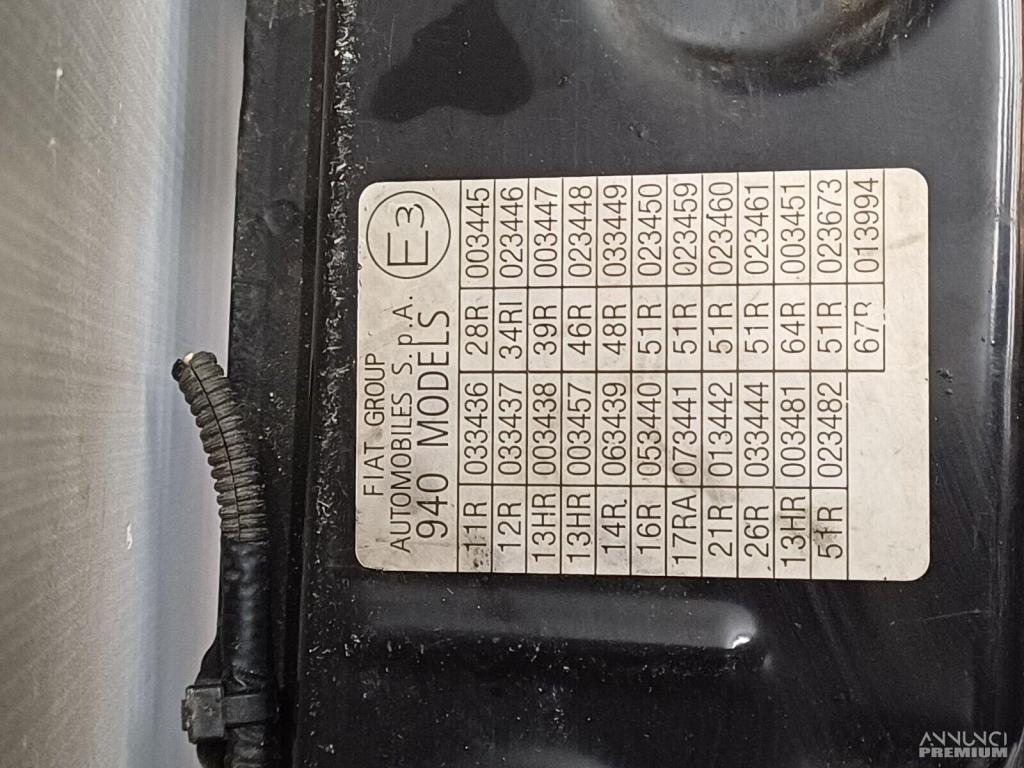 FIAT GROUP
AUTOMOBILES S.p.A.
940 MODELS
E3
11R 033436 28R 003445
12R 033437 34RI 023446
13HR 003438 39R 003447
13HR 003457 46R 023448
14R 063439 48R 033449
16R 053440 51R 023450
17RA 073441 51R 023459
21R 013442 51R 023460
26R 033444 51R 023461
13HR 003481 64R 003451
51R 023482 51R 023673
67R 013994
ANNUNCI
PREMIUM